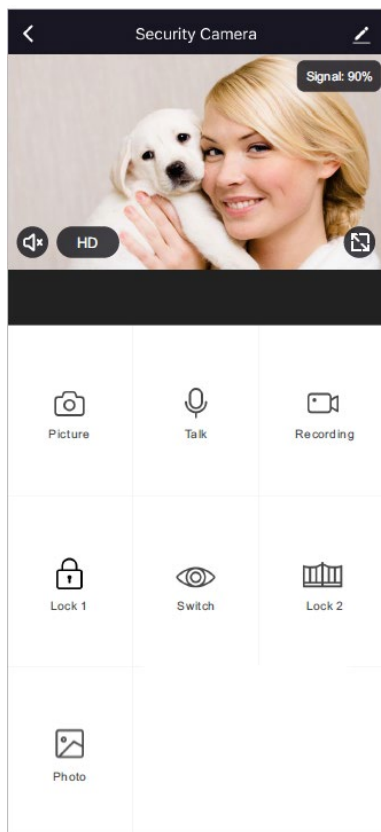 Security Camera
Signal: 90%
HD
Picture
Talk
Recording
Lock 1
Switch
Lock 2
Photo